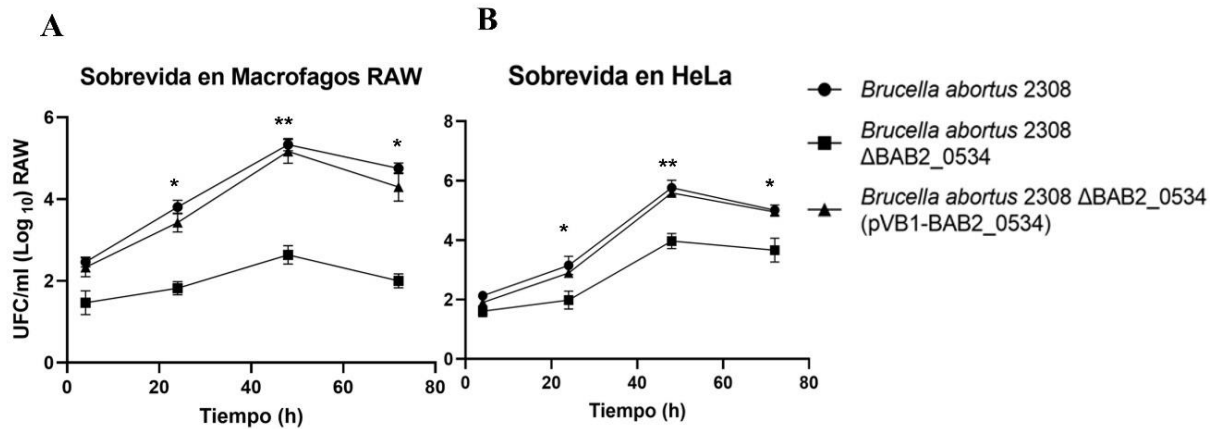 A
B
Sobrevida en Macrofagos RAW
Sobrevida en HeLa
UFC/ml (Log 10) RAW
6
4
2
0
*
**
*
0
20
40
60
80
Tiempo (h)
8
6
4
2
0
*
**
*
0
20
40
60
80
Tiempo (h)
Brucella abortus 2308
Brucella abortus 2308
ΔBAB2_0534
Brucella abortus 2308 ΔBAB2_0534
(pVB1-BAB2_0534)